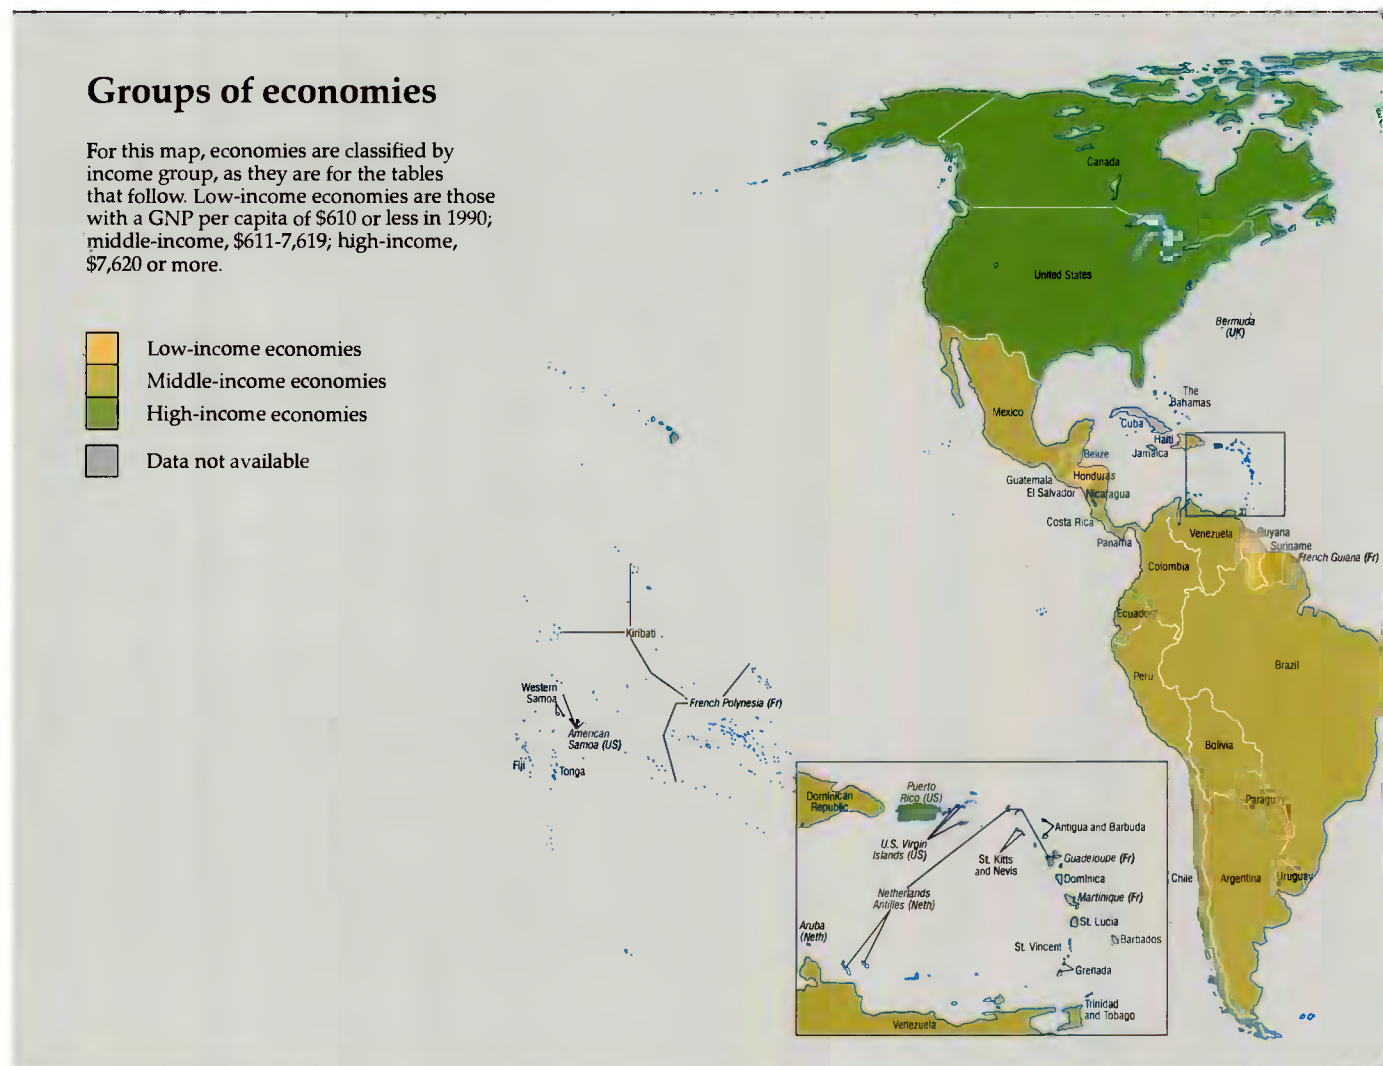 Groups of economies
For this map, economies are classified by
income group, as they are for the tables
that follow. Low-income economies are those
with a GNP per capita of $610 or less in 1990;
middle-income, $611-7,619; high-income,
$7,620 or more.
Low-income economies
Middle-income economies
High-income economies
Data not available
Canada
United States
Bermuda
(UK)
The
Bahamas
Mexico
Cuba
Haiti
Jamaica
Belize
Guatemala
Honduras
El Salvador
Nicaragua
Costa Rica
Panama
Venezuela
Guyana
Suriname
French Guiana (Fr)
Colombia
Ecuador
Kiribati
Peru
Brazil
Western
Samoa
French Polynesia (Fr)
American
Samoa (US)
Fiji
Tonga
Bolivia
Paraguay
Chile
Argentina
Uruguay
Dominican
Republic
Puerto
Rico (US)
U.S. Virgin
Islands (US)
St. Kitts
and Nevis
Antigua and Barbuda
Guadeloupe (Fr)
Dominica
Netherlands
Antilles (Neth)
Martinique (Fr)
Aruba
(Neth)
St. Lucia
St. Vincent
Barbados
Grenada
Trinidad
and Tobago
Venezuela